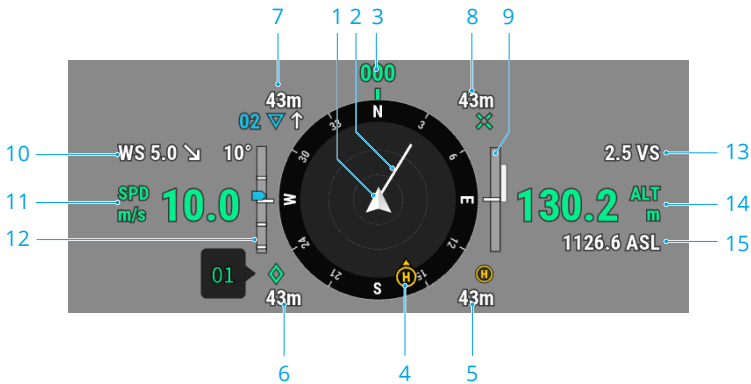 7 1 2 3 8 9
000
43m 43m
02
N
33 3
10 WS 5.0 10° 30 6 2.5 VS 13
11 SPD m/s 10.0 W E 130.2 ALT m 14
12 24 12 1126.6 ASL 15
01 21 S H 15 H
43m 43m
6 4 5